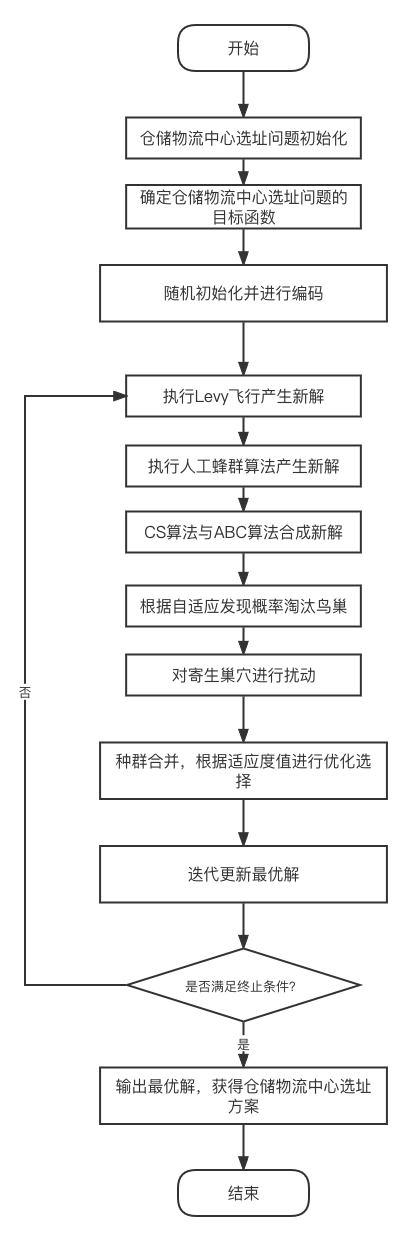 开始
仓储物流中心选址问题初始化
确定仓储物流中心选址问题的
目标函数
随机初始化并进行编码
执行Levy飞行产生新解
执行人工蜂群算法产生新解
CS算法与ABC算法合成新解
根据自适应发现概率淘汰鸟巢
对寄生巢穴进行扰动
否
种群合并，根据适应度值进行优化选
择
迭代更新最优解
是否满足终止条件?
是
输出最优解，获得仓储物流中心选址
方案
结束